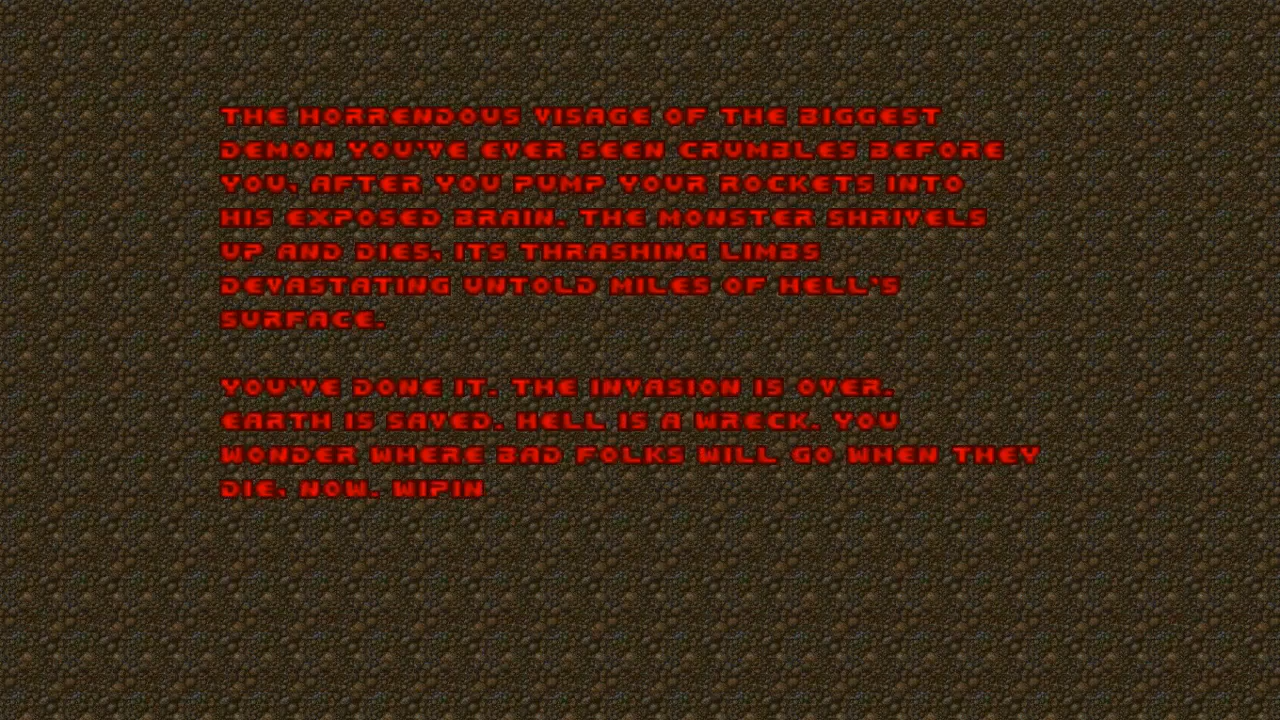 THE HORRENDOUS VISAGE OF THE BIGGEST
DEMON YOU'VE EVER SEEN CRUMBLES BEFORE
YOU, AFTER YOU PUMP YOUR ROCKETS INTO
HIS EXPOSED BRAIN. THE MONSTER SHRIVELS
UP AND DIES, ITS THRASHING LIMBS
DEVASTATING UNTOLD MILES OF HELL'S
SURFACE.
YOU'VE DONE IT. THE INVASION IS OVER.
EARTH IS SAVED. HELL IS A WRECK. YOU
WONDER WHERE BAD FOLKS WILL GO WHEN THEY
DIE, NOW. WIPIN